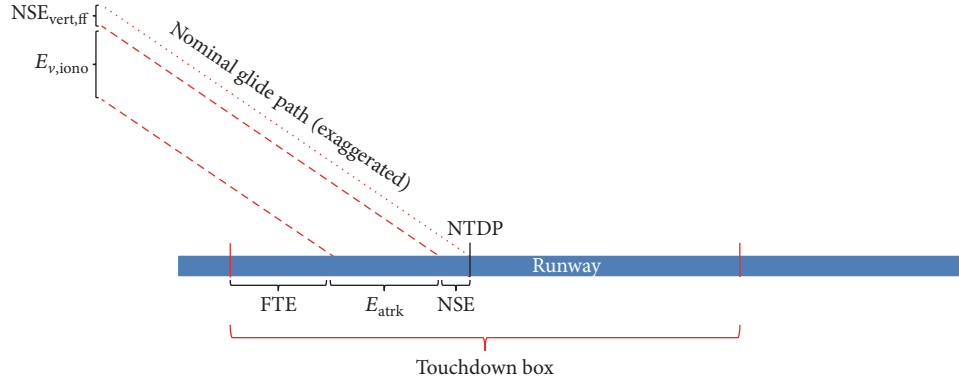 NSEvert,ff
Ev,iono
Nominal glide path (exaggerated)
NTDP
Runway
FTE
Eatrk
NSE
Touchdown box